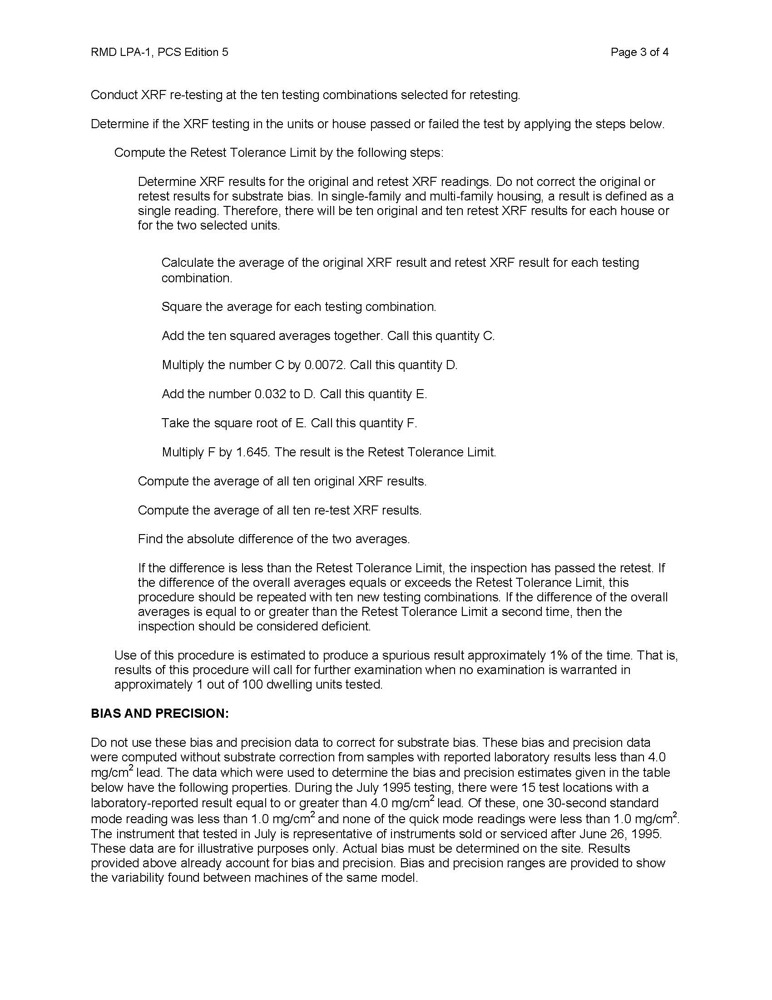 RMD LPA-1, PCS Edition 5 Page 3 of 4
Conduct XRF re-testing at the ten testing combinations selected for retesting.
Determine if the XRF testing in the units or house passed or failed the test by applying the steps below.
Compute the Retest Tolerance Limit by the following steps:
Determine XRF results for the original and retest XRF readings. Do not correct the original or
retest results for substrate bias. In single-family and multi-family housing, a result is defined as a
single reading. Therefore, there will be ten original and ten retest XRF results for each house or
for the two selected units.
Calculate the average of the original XRF result and retest XRF result for each testing
combination.
Square the average for each testing combination.
Add the ten squared averages together. Call this quantity C.
Multiply the number C by 0.0072. Call this quantity D.
Add the number 0.032 to D. Call this quantity E.
Take the square root of E. Call this quantity F.
Multiply F by 1.645. The result is the Retest Tolerance Limit.
Compute the average of all ten original XRF results.
Compute the average of all ten re-test XRF results.
Find the absolute difference of the two averages.
If the difference is less than the Retest Tolerance Limit, the inspection has passed the retest. If
the difference of the overall averages equals or exceeds the Retest Tolerance Limit, this
procedure should be repeated with ten new testing combinations. If the difference of the overall
averages is equal to or greater than the Retest Tolerance Limit a second time, then the
inspection should be considered deficient.
Use of this procedure is estimated to produce a spurious result approximately 1% of the time. That is,
results of this procedure will call for further examination when no examination is warranted in
approximately 1 out of 100 dwelling units tested.
BIAS AND PRECISION:
Do not use these bias and precision data to correct for substrate bias. These bias and precision data
were computed without substrate correction from samples with reported laboratory results less than 4.0
mg/cm² lead. The data which were used to determine the bias and precision estimates given in the table
below have the following properties. During the July 1995 testing, there were 15 test locations with a
laboratory-reported result equal to or greater than 4.0 mg/cm² lead. Of these, one 30-second standard
mode reading was less than 1.0 mg/cm² and none of the quick mode readings were less than 1.0 mg/cm².
The instrument that tested in July is representative of instruments sold or serviced after June 26, 1995.
These data are for illustrative purposes only. Actual bias must be determined on the site. Results
provided above already account for bias and precision. Bias and precision ranges are provided to show
the variability found between machines of the same model.